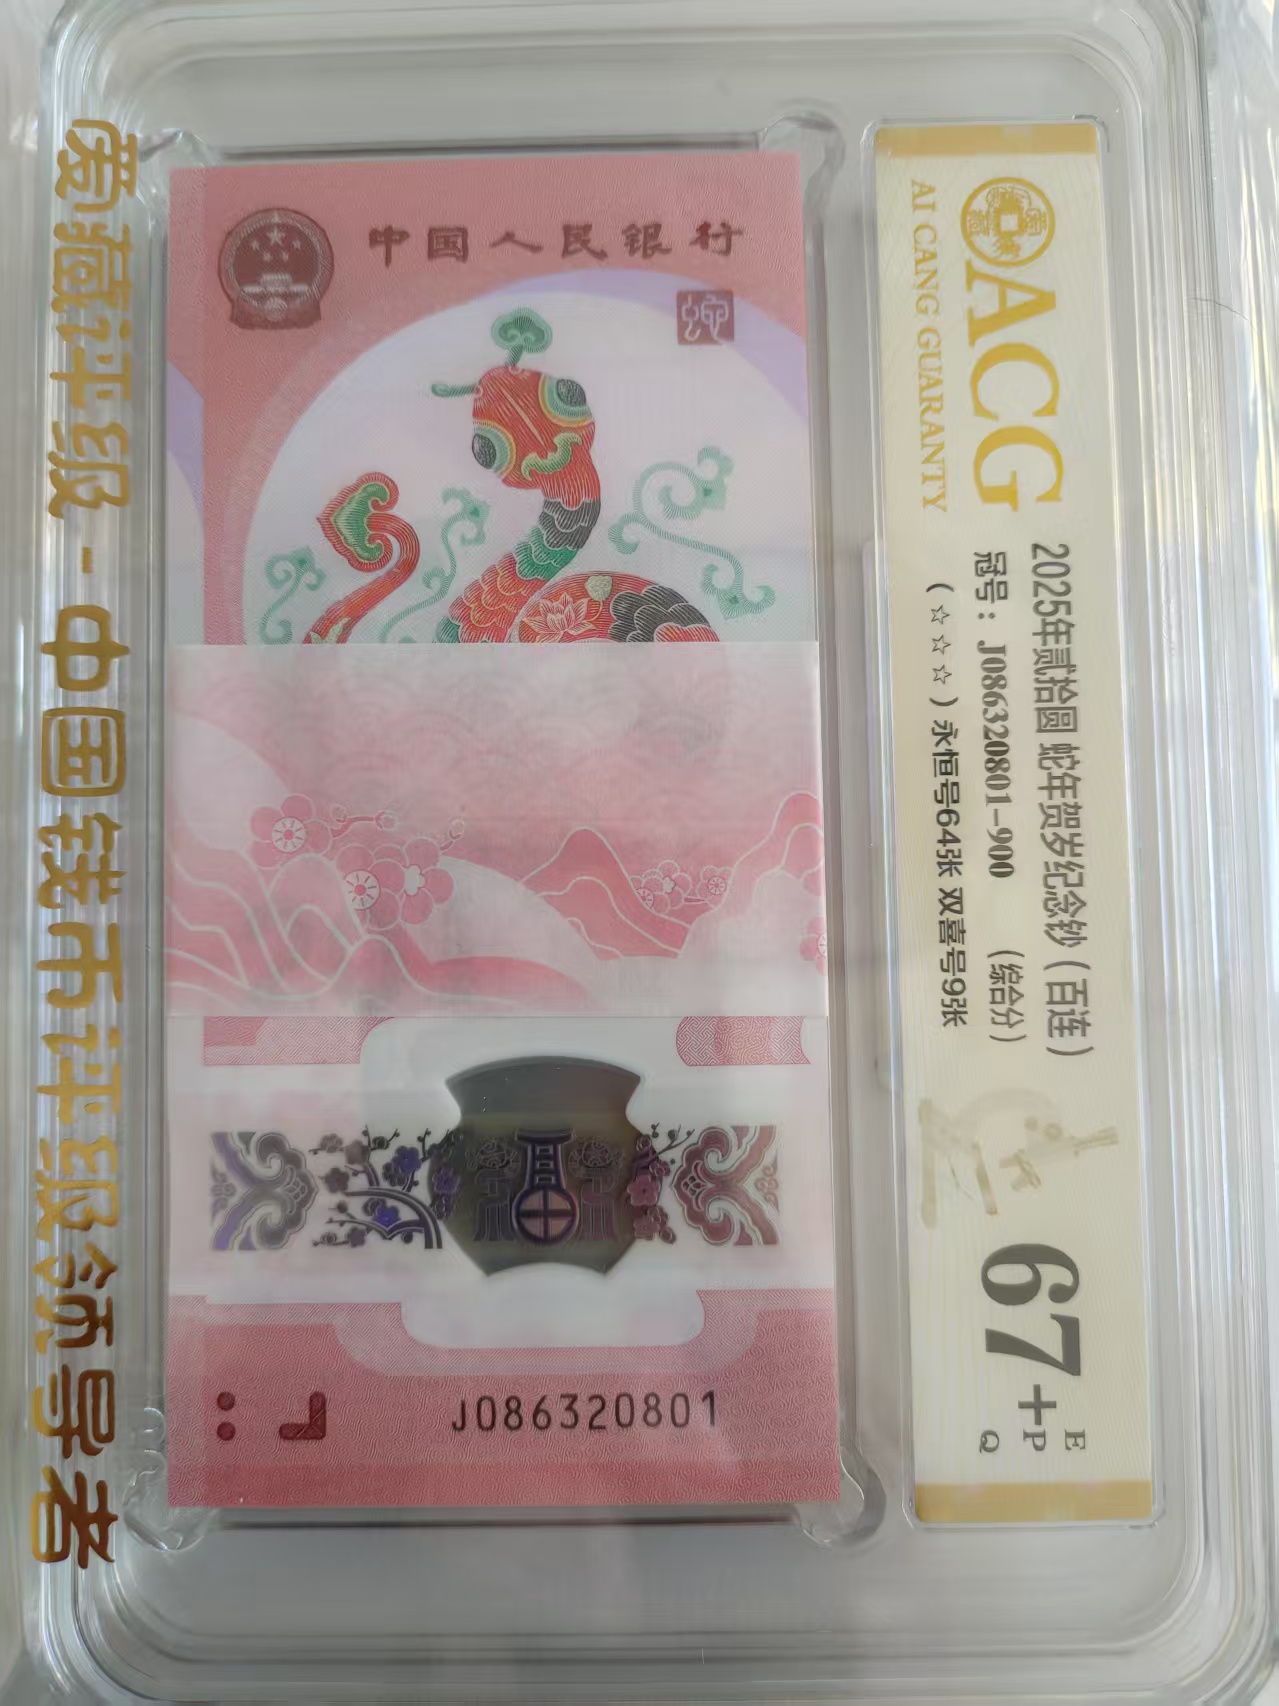 爱藏评级-中国钱币评级领导者
中国人民银行
J086320801
ACG
AI CANG GUARANTY
2025年贰拾圆 蛇年贺岁纪念钞（百连）
冠号：J086320801-900 （综合分）
（☆☆☆）永恒号64张 双喜号9张
67+
E
P
Q